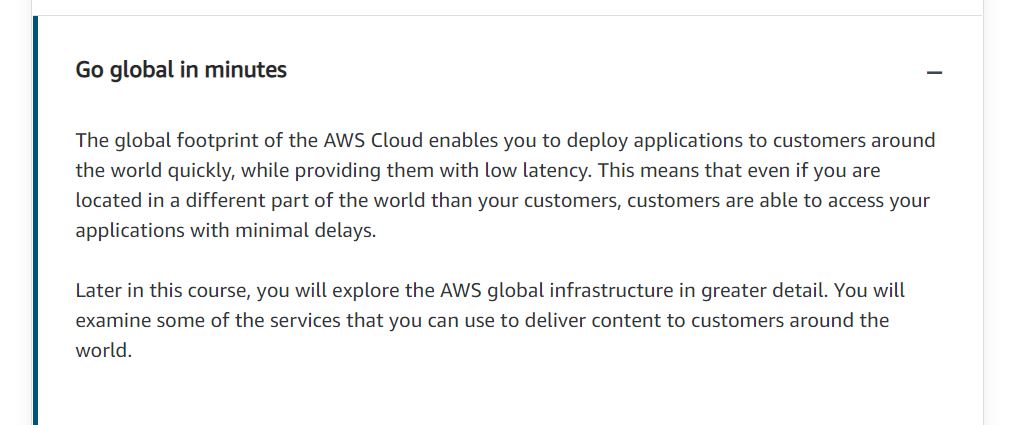 Go global in minutes
The global footprint of the AWS Cloud enables you to deploy applications to customers around
the world quickly, while providing them with low latency. This means that even if you are
located in a different part of the world than your customers, customers are able to access your
applications with minimal delays.
Later in this course, you will explore the AWS global infrastructure in greater detail. You will
examine some of the services that you can use to deliver content to customers around the
world.